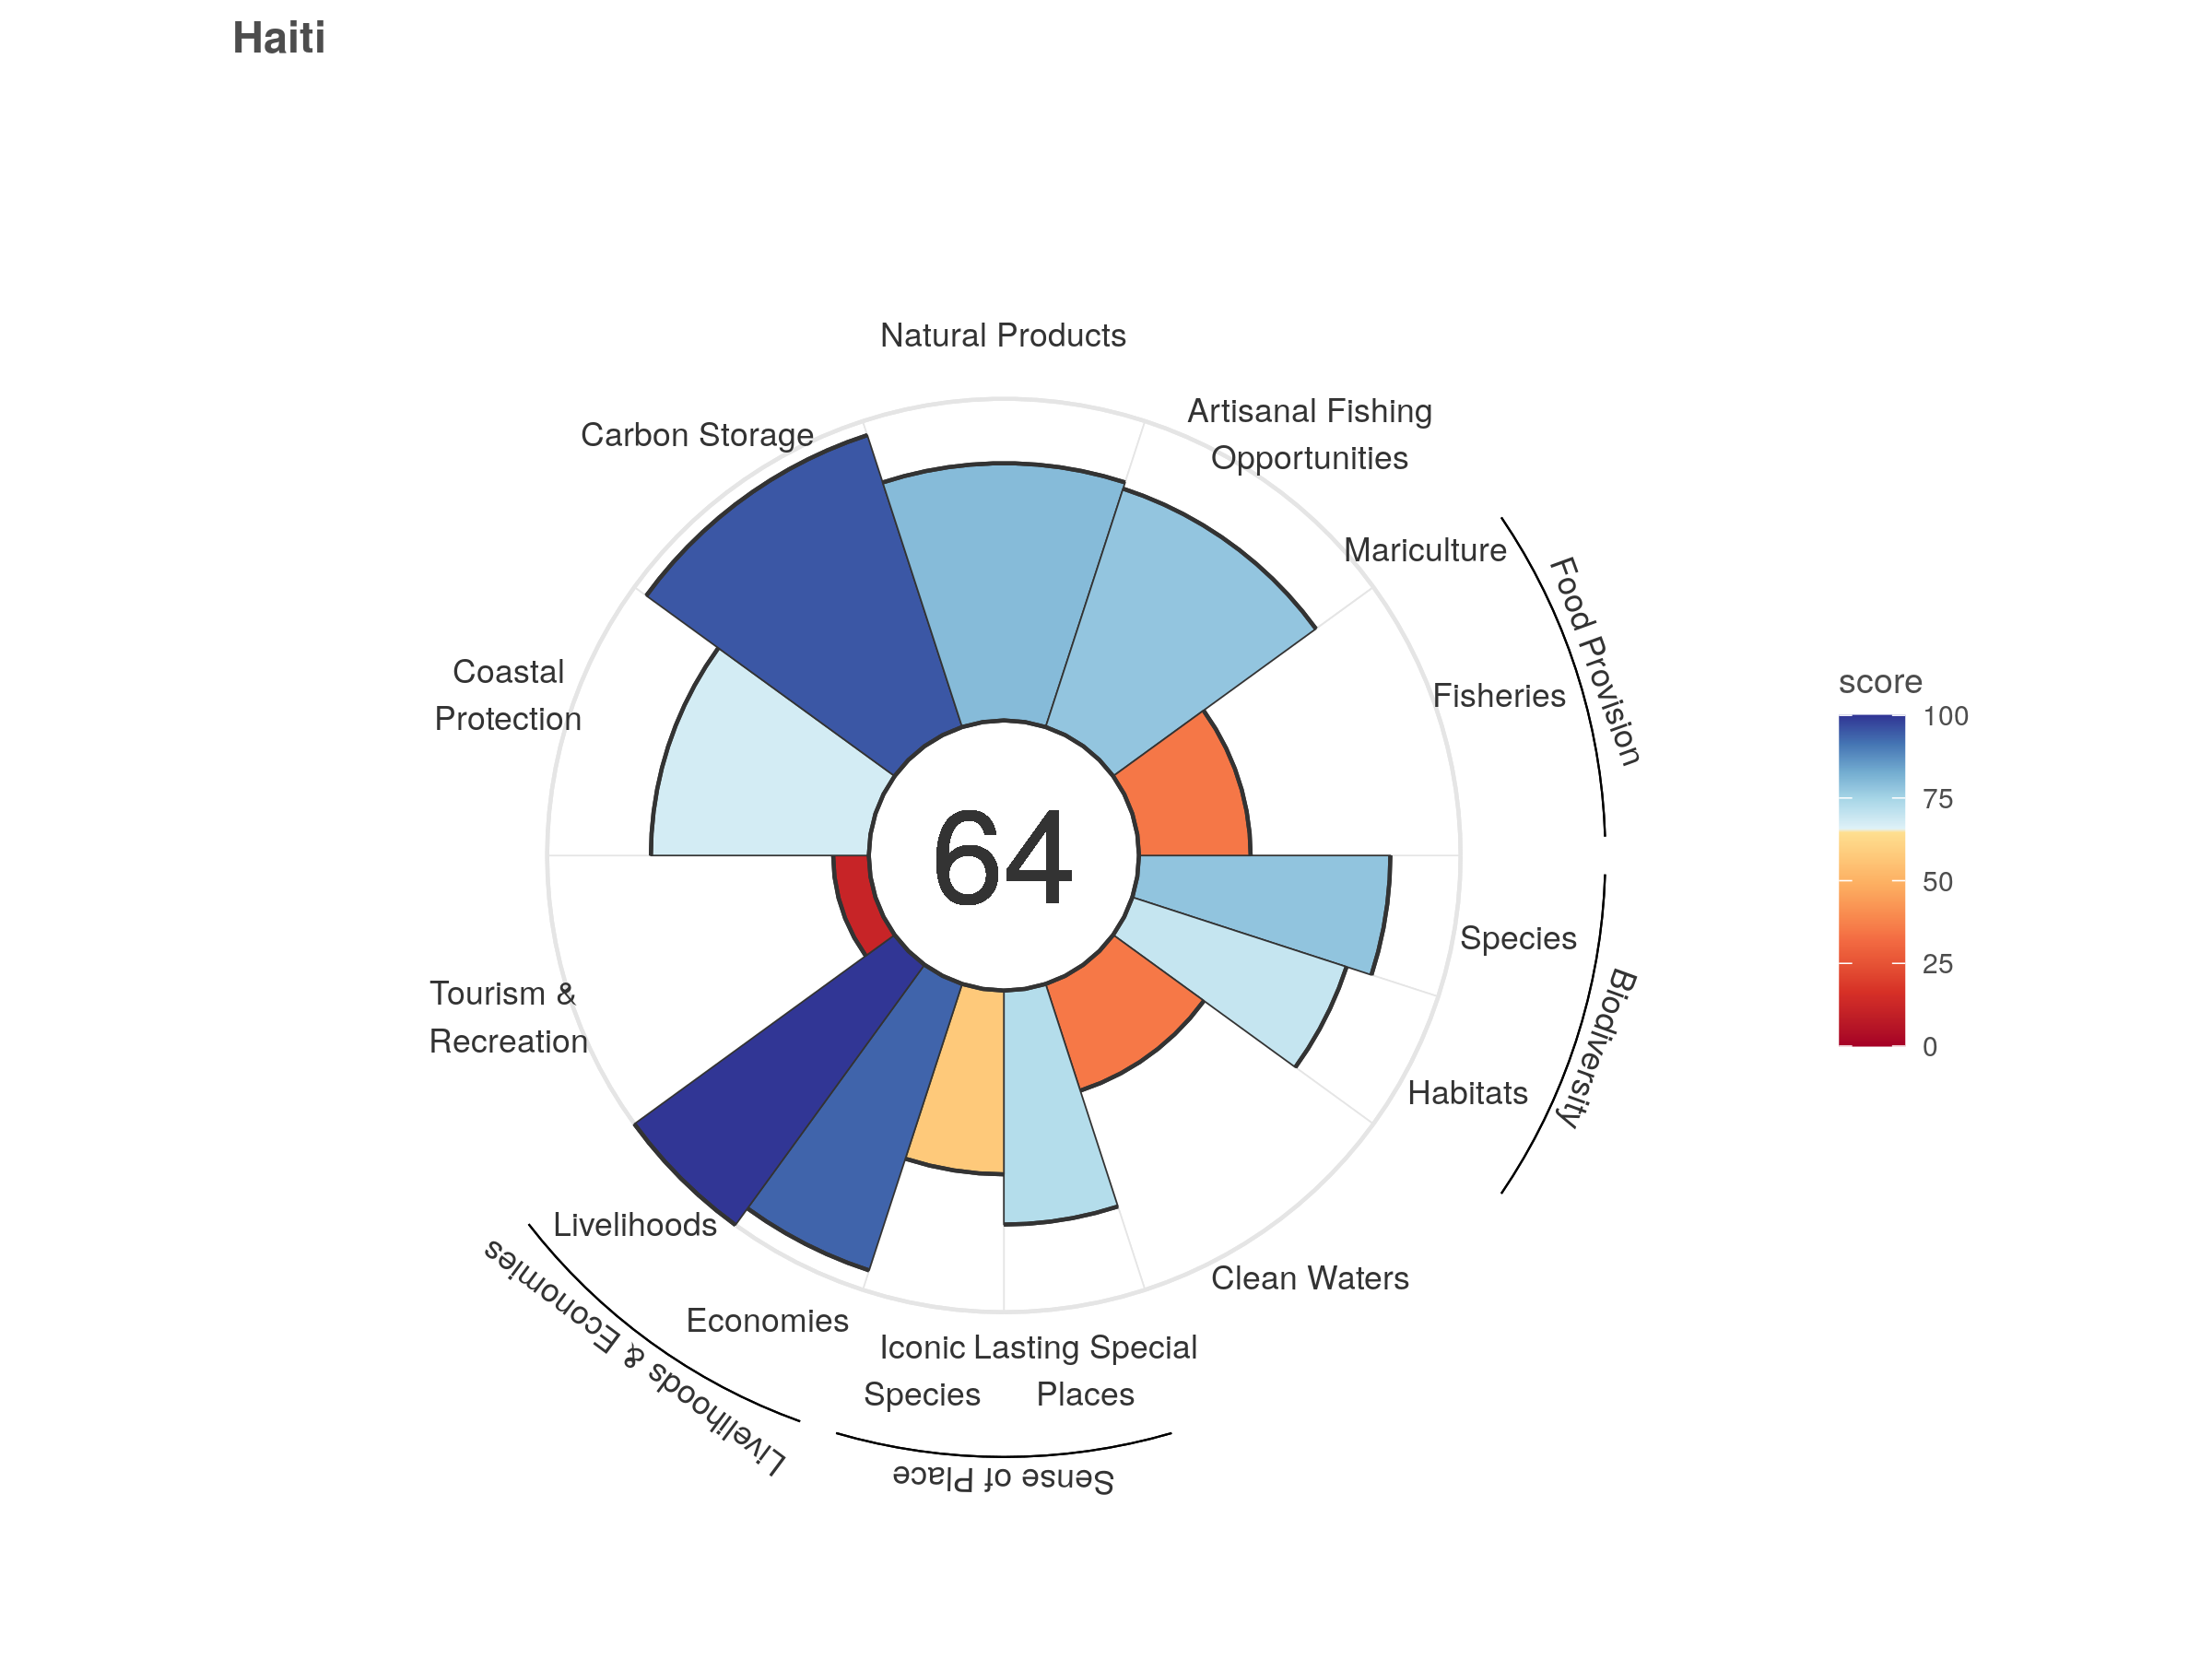 Haiti
Natural Products
Artisanal Fishing
Opportunities
Carbon Storage
Mariculture
Food Provision
Fisheries
Coastal
Protection
64
Species
Biodiversity
Habitats
Tourism &
Recreation
Livelihoods
Livelihoods & Economies
Economies
Clean Waters
Iconic
Species
Lasting Special
Places
Sense of Place
score
100
75
50
25
0